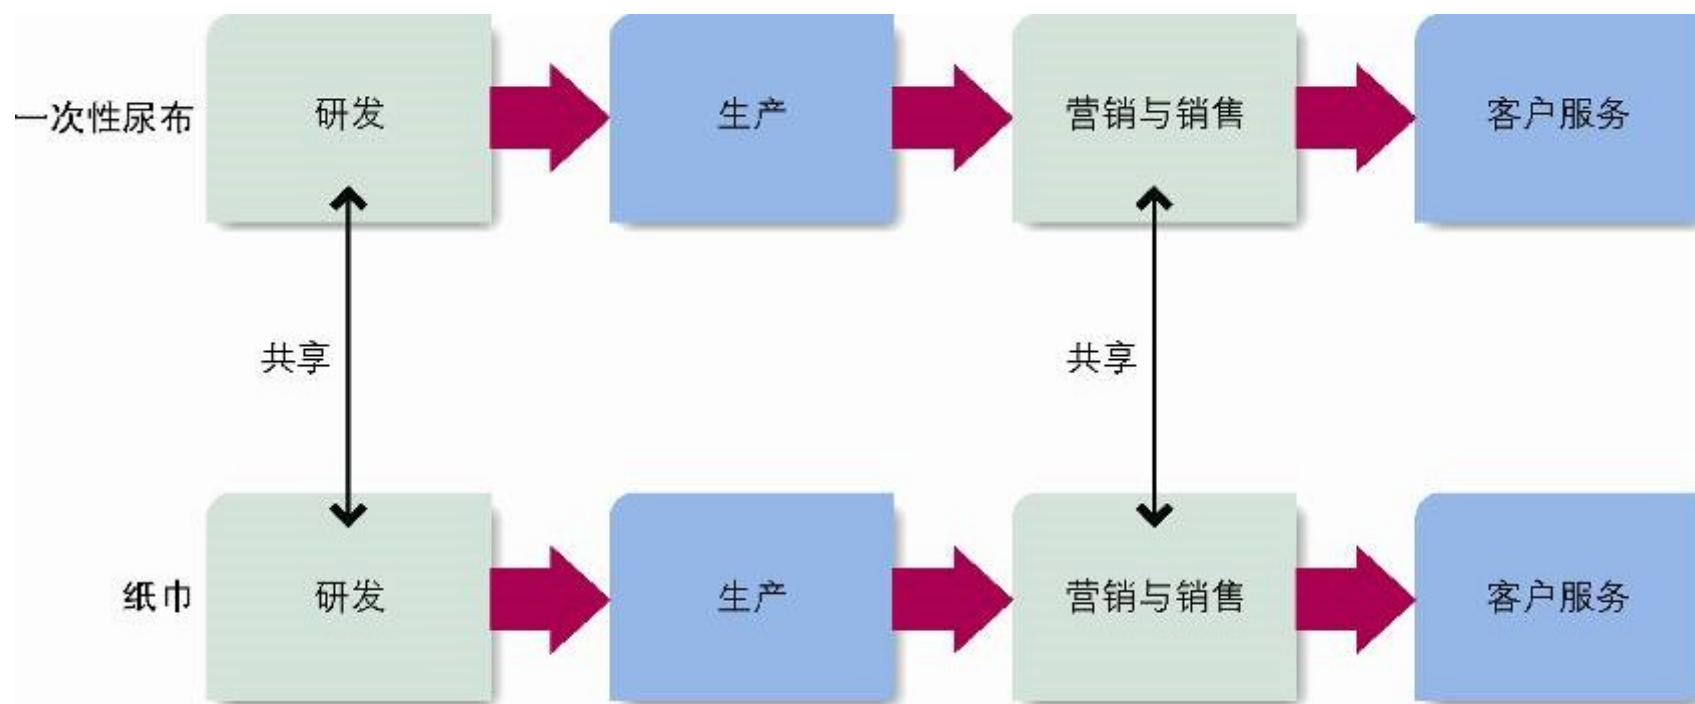 一次性尿布
研发
生产
营销与销售
客户服务
共享
共享
纸巾
研发
生产
营销与销售
客户服务